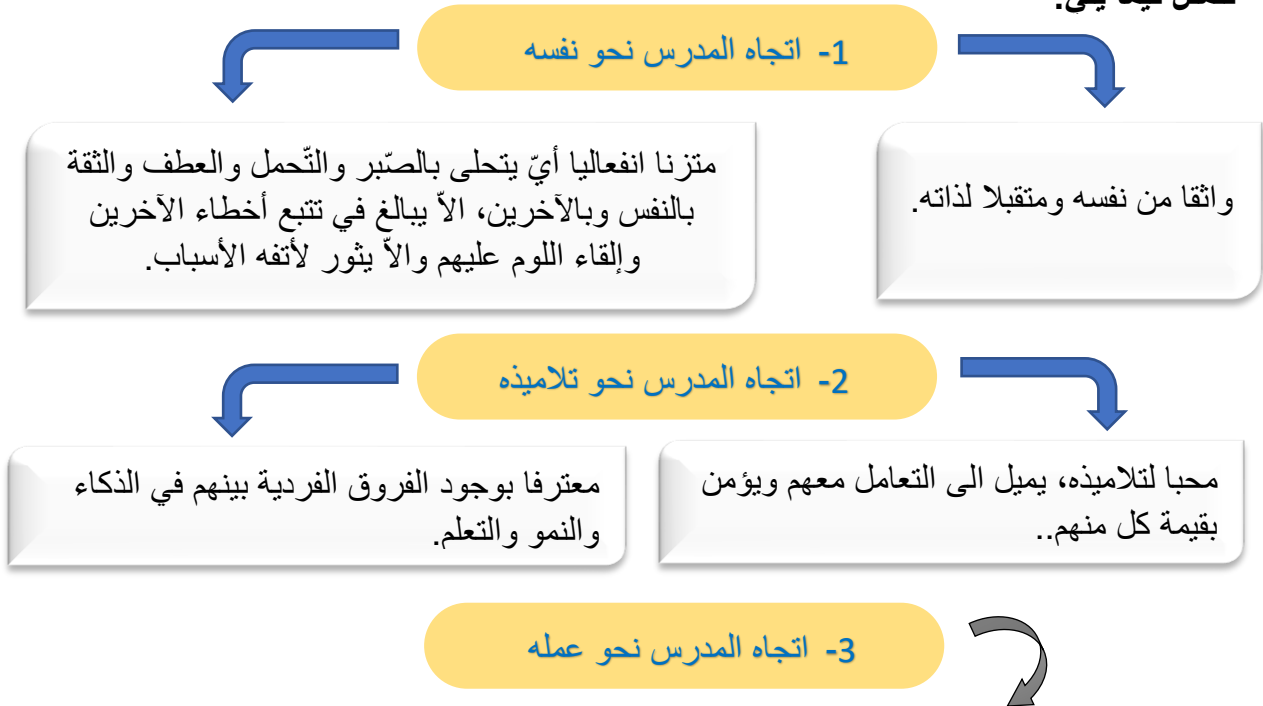 1- اتجاه المدرس نحو نفسه
واثقا من نفسه ومتقبلا لذاته.
متزنا انفعاليا أيّ يتحلى بالصّبر والتّحمل والعطف والثقة
بالنفس وبالآخرين، الاّ يبالغ في تتبع أخطاء الآخرين
وإلقاء اللوم عليهم والاّ يثور لأتفه الأسباب.
2- اتجاه المدرس نحو تلاميذه
محبا لتلاميذه، يميل الى التعامل معهم ويؤمن
بقيمة كل منهم..
معترفا بوجود الفروق الفردية بينهم في الذكاء
والنمو والتعلم.
3- اتجاه المدرس نحو عمله